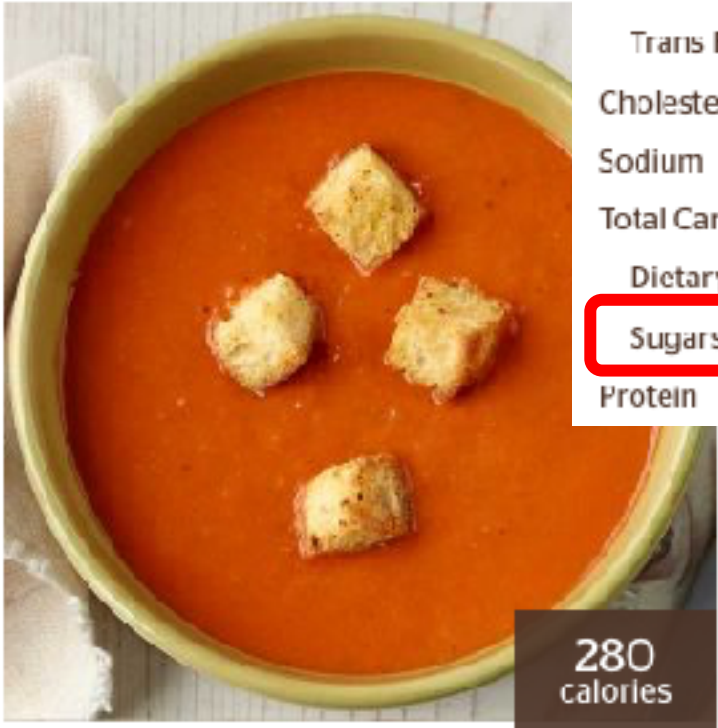 Trans
Choleste
Sodium
Total Car
Dietary
Sugars
Protein
280
calories